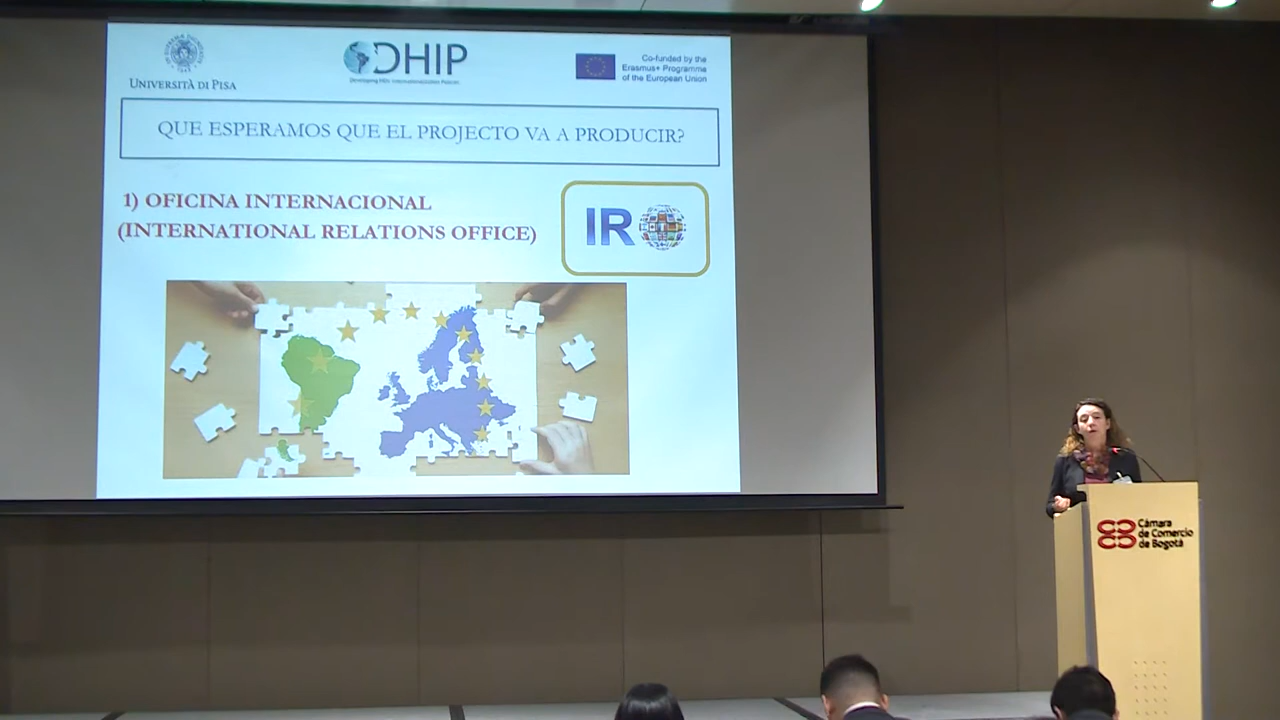 UNIVERSITÀ DI PISA
DHIP
Developing HEIs Internationalization Policies
Co-funded by the
Erasmus+ Programme
of the European Union
QUE ESPERAMOS QUE EL PROJECTO VA A PRODUCIR?
1) OFICINA INTERNACIONAL
(INTERNATIONAL RELATIONS OFFICE)
IR
Cámara
de Comercio
de Bogotá